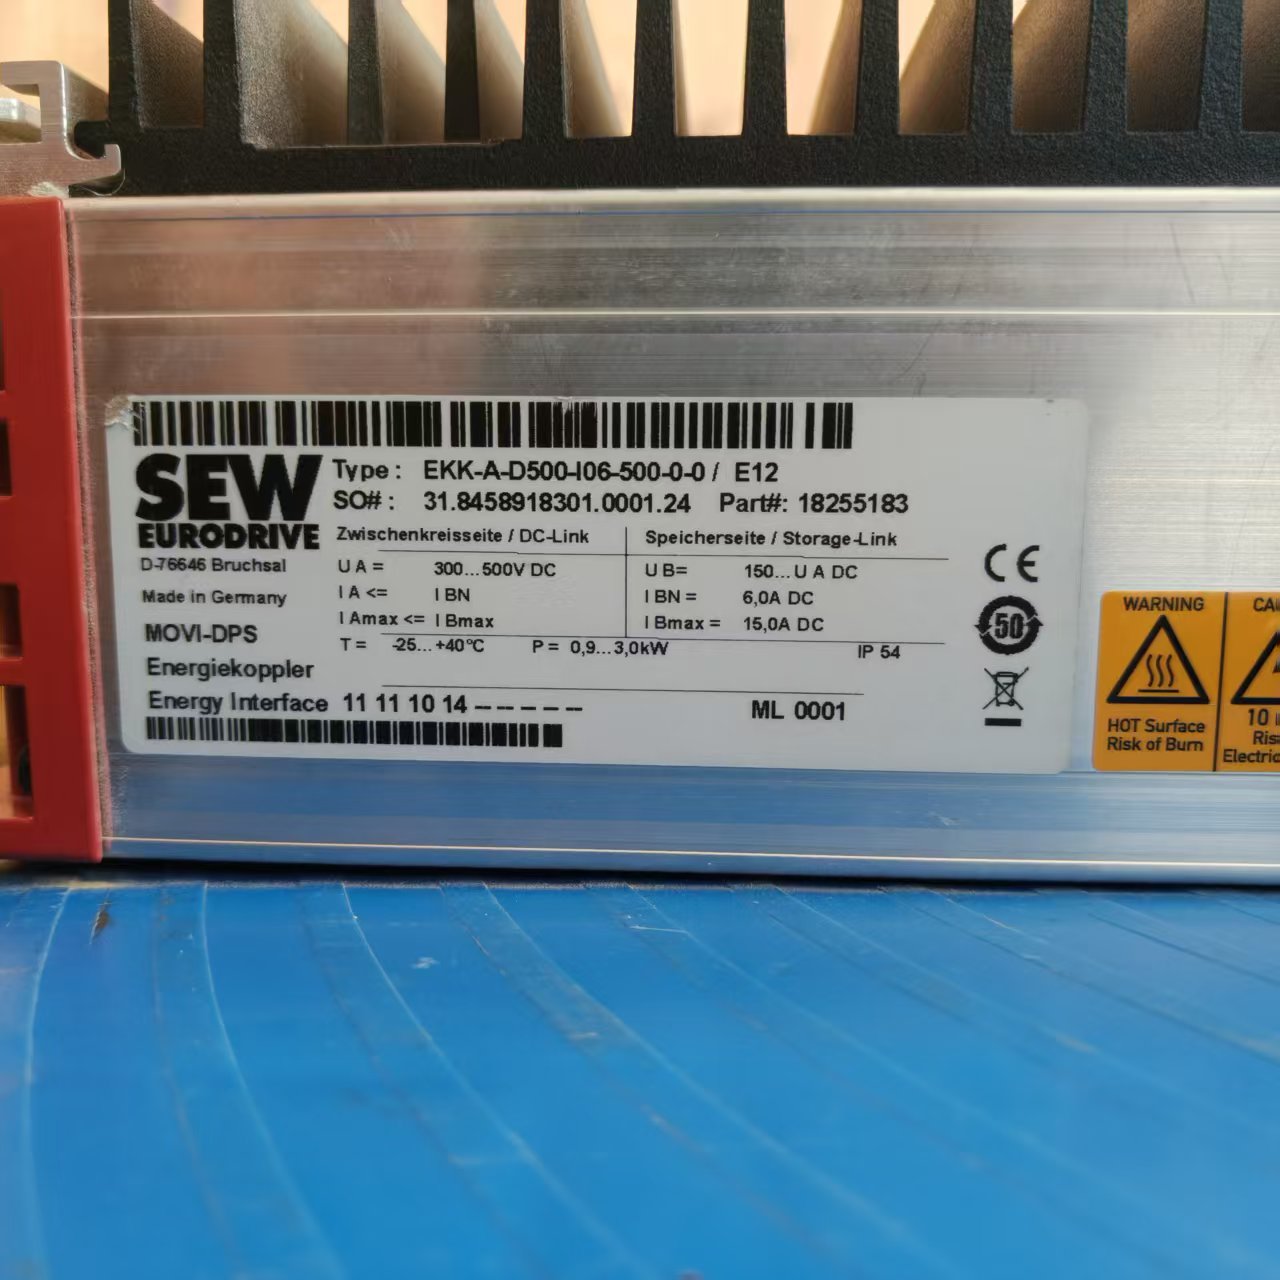 SEW
EURODRIVE
D-76646 Bruchsal
Made in Germany
MOVI-DPS
Energiekoppler
Energy Interface 11 11 10 14 – – – – –
Type : EKK-A-D500-I06-500-0-0 / E12
SO# : 31.8458918301.0001.24 Part#: 18255183
Zwischenkreisseite / DC-Link
U A = 300...500V DC
I A <= I BN
I Amax <= I Bmax
Speicherseite / Storage-Link
U B= 150...U A DC
I BN = 6,0A DC
I Bmax = 15,0A DC
T = -25... +40°C P = 0,9...3,0kW IP 54
ML 0001
CE
50
WARNING
HOT Surface
Risk of Burn
10